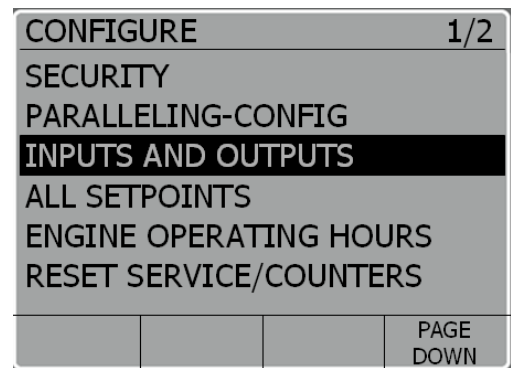 CONFIGURE 1/2
SECURITY
PARALLELING-CONFIG
INPUTS AND OUTPUTS
ALL SETPOINTS
ENGINE OPERATING HOURS
RESET SERVICE/COUNTERS
PAGE
DOWN